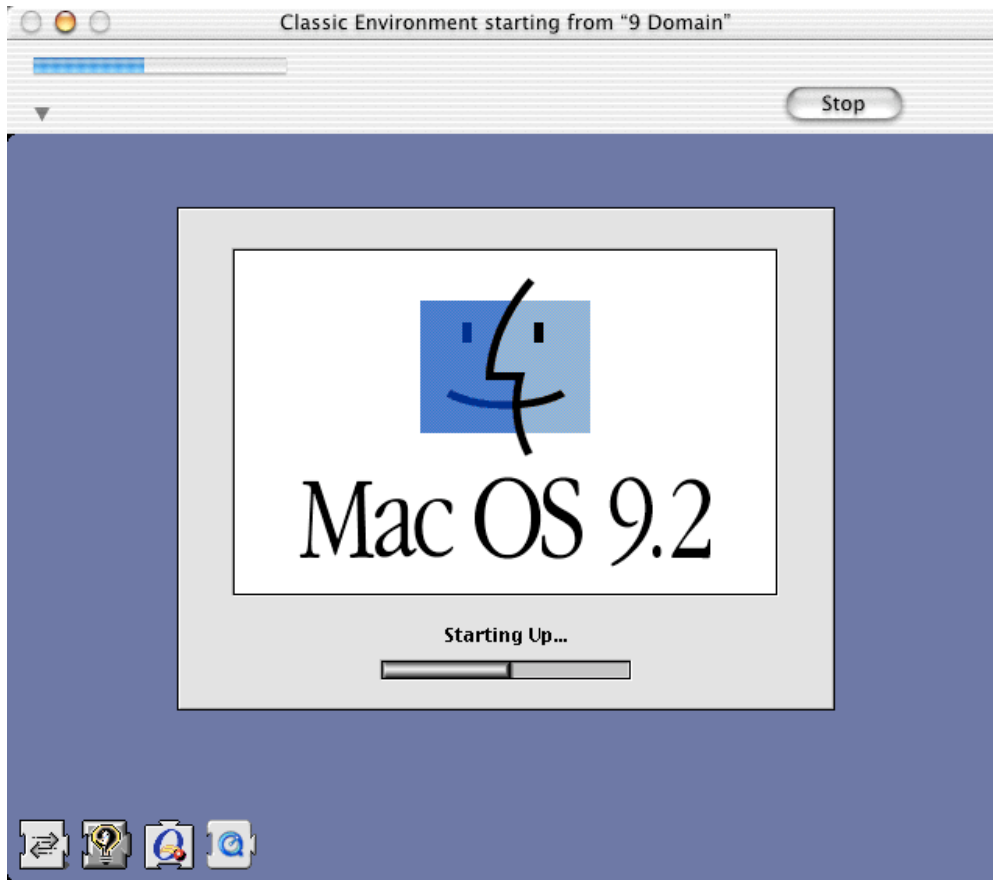 Classic Environment starting from “9 Domain”
Stop
Mac OS 9.2
Starting Up...